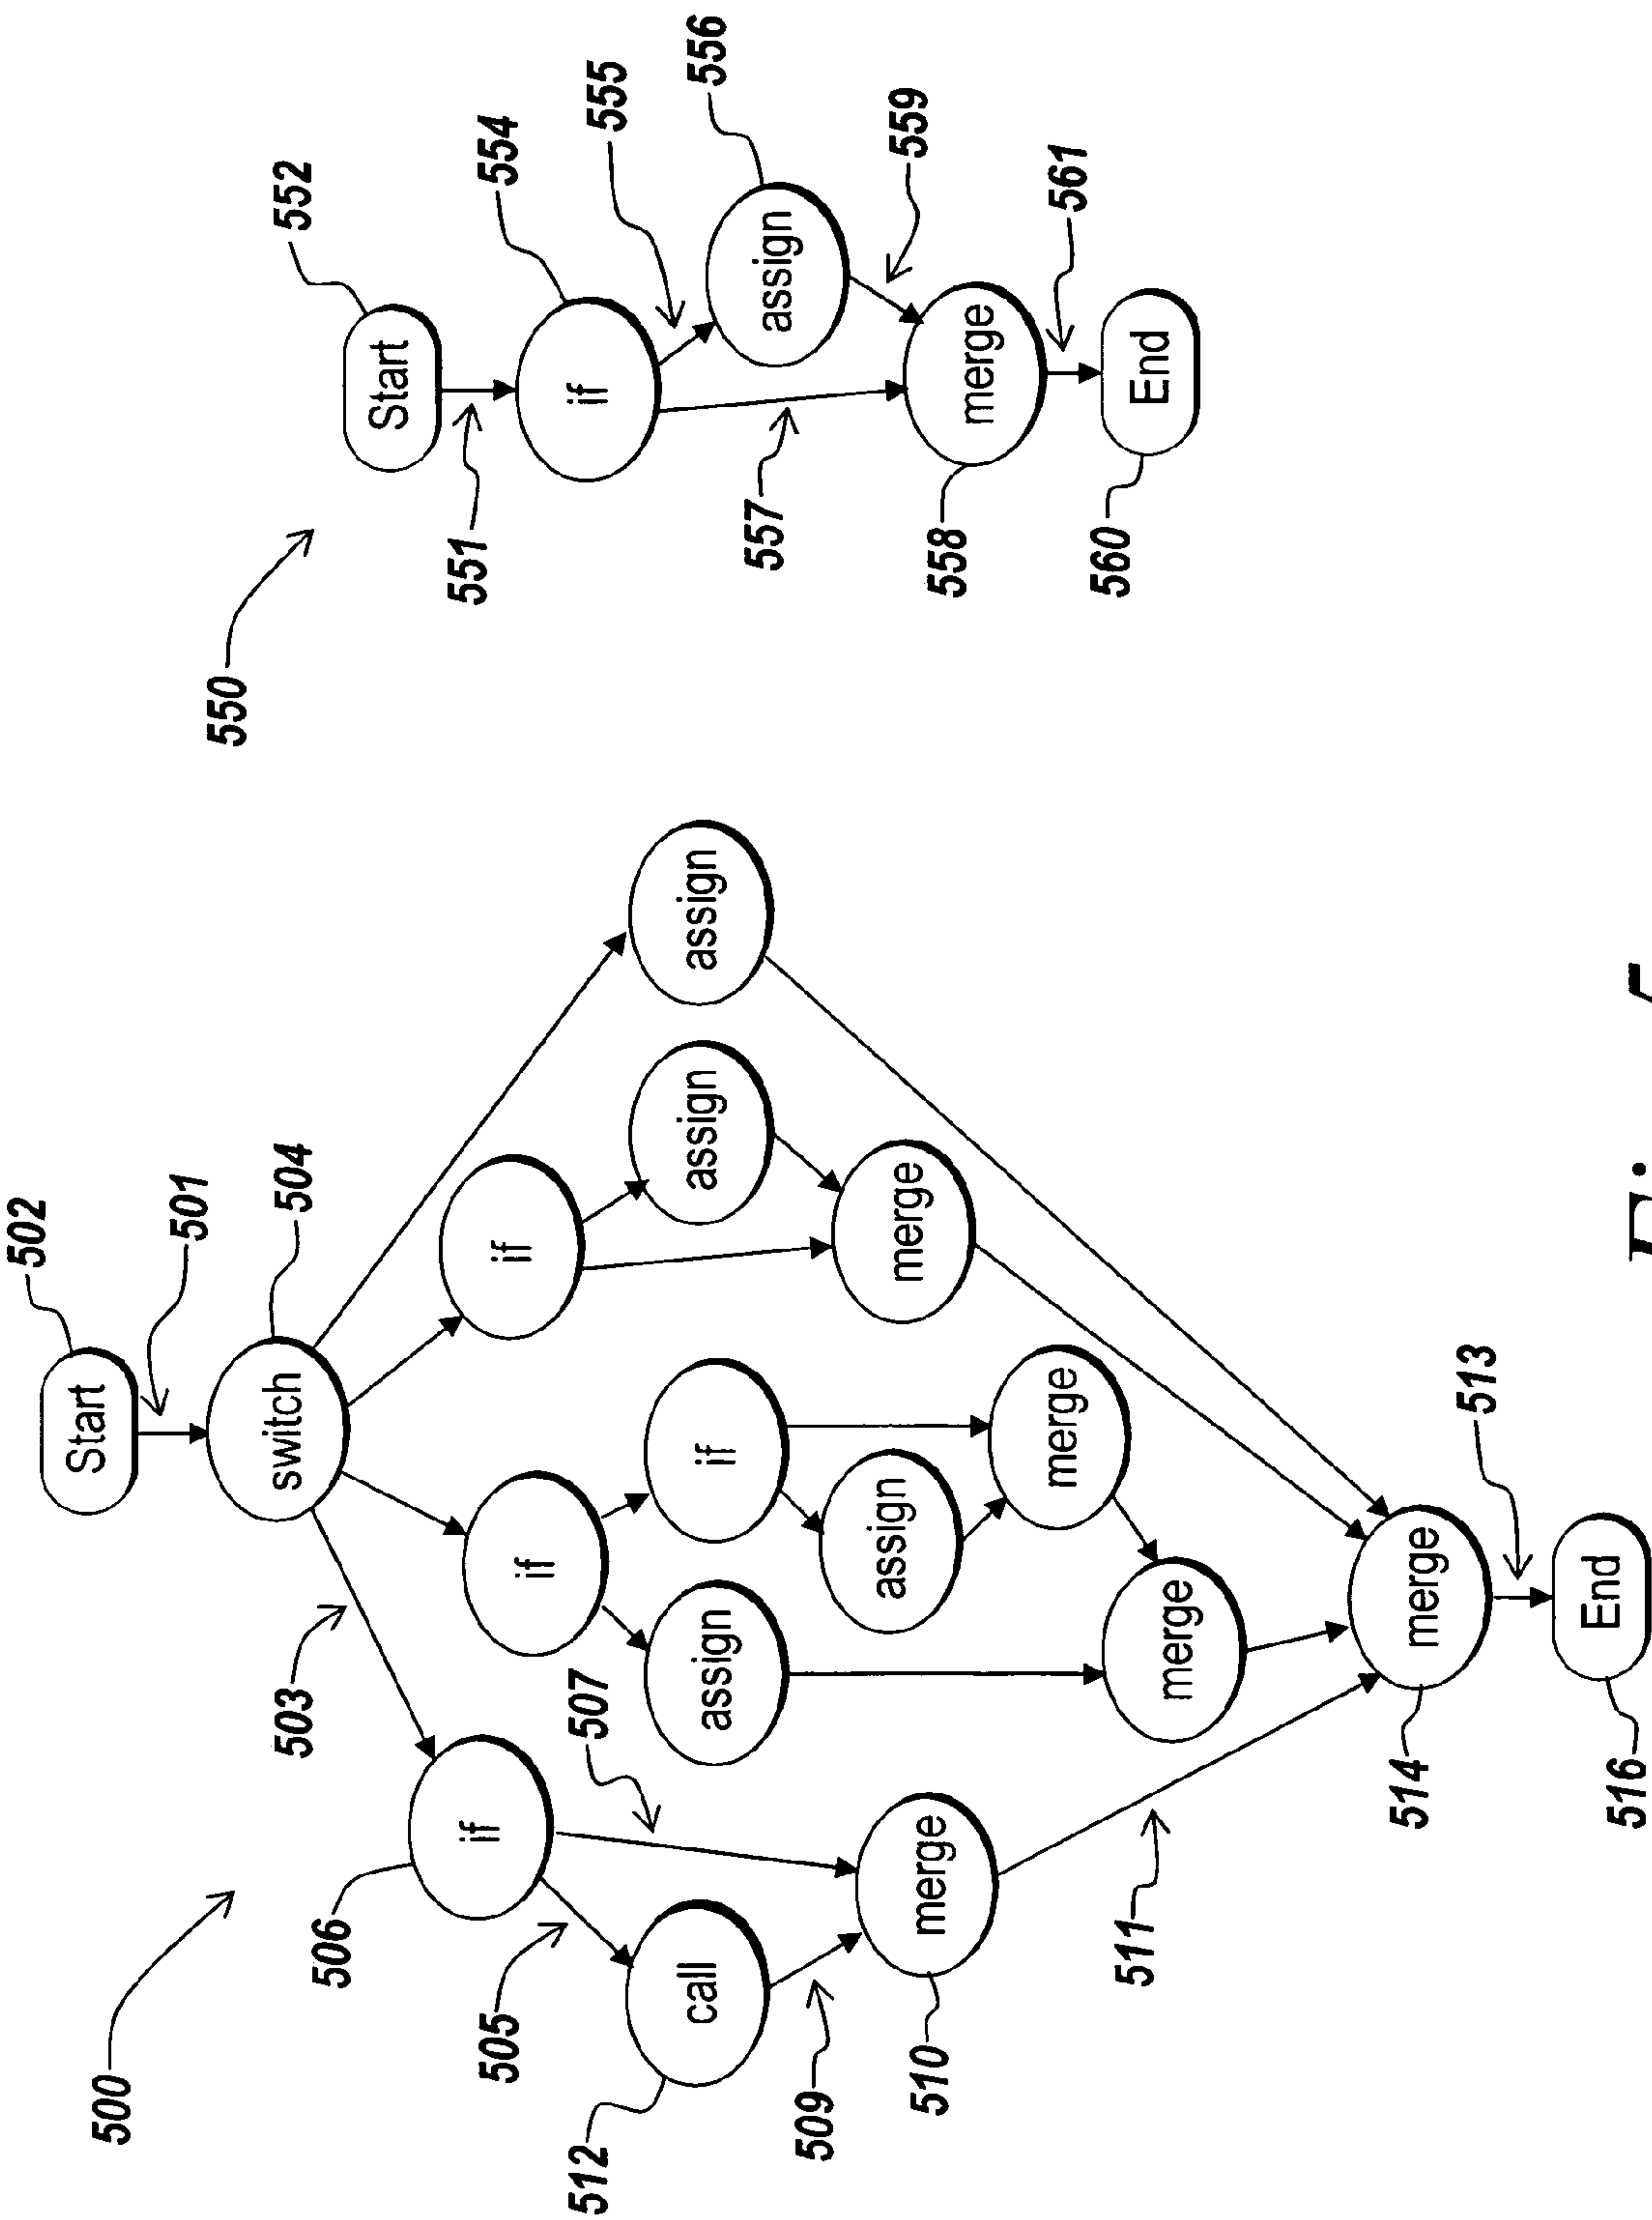 500
502
Start
501
504
switch
503
506
if
if
if
505
507
512
call
assign
if
assign
assign
509
assign
510
merge
merge
merge
511
merge
514
merge
513
516
End
550
552
Start
551
554
if
555
556
assign
557
559
558
merge
561
560
End